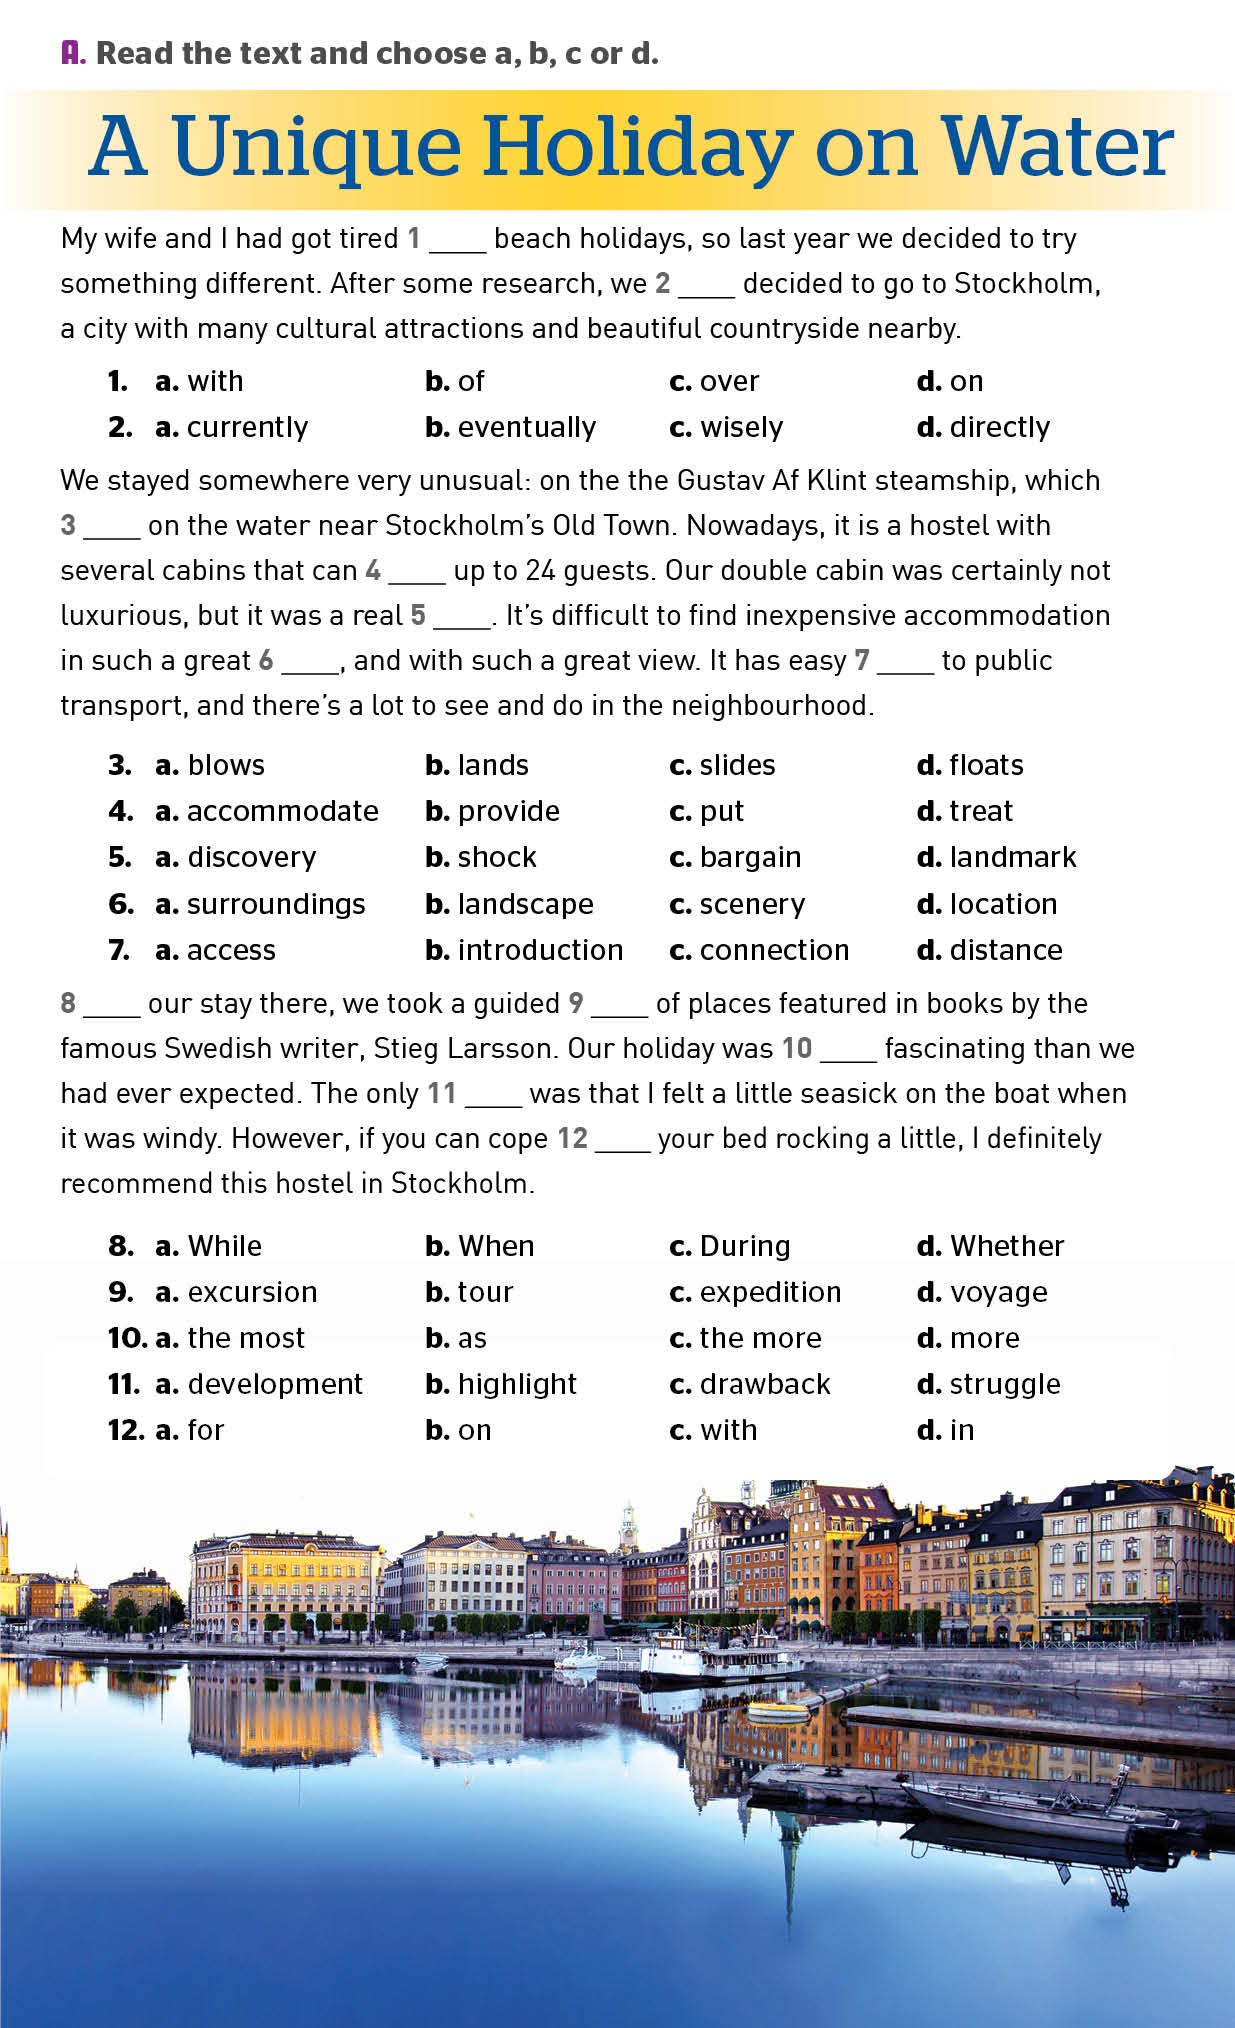 A. Read the text and choose a, b, c or d.
A Unique Holiday on Water
My wife and I had got tired 1 ____ beach holidays, so last year we decided to try
something different. After some research, we 2 ____ decided to go to Stockholm,
a city with many cultural attractions and beautiful countryside nearby.
1. a. with b. of c. over d. on
2. a. currently b. eventually c. wisely d. directly
We stayed somewhere very unusual: on the the Gustav Af Klint steamship, which
3 ____ on the water near Stockholm's Old Town. Nowadays, it is a hostel with
several cabins that can 4 ____ up to 24 guests. Our double cabin was certainly not
luxurious, but it was a real 5 ____. It's difficult to find inexpensive accommodation
in such a great 6 ____, and with such a great view. It has easy 7 ____ to public
transport, and there's a lot to see and do in the neighbourhood.
3. a. blows b. lands c. slides d. floats
4. a. accommodate b. provide c. put d. treat
5. a. discovery b. shock c. bargain d. landmark
6. a. surroundings b. landscape c. scenery d. location
7. a. access b. introduction c. connection d. distance
8 ____ our stay there, we took a guided 9 ____ of places featured in books by the
famous Swedish writer, Stieg Larsson. Our holiday was 10 ____ fascinating than we
had ever expected. The only 11 ____ was that I felt a little seasick on the boat when
it was windy. However, if you can cope 12 ____ your bed rocking a little, I definitely
recommend this hostel in Stockholm.
8. a. While b. When c. During d. Whether
9. a. excursion b. tour c. expedition d. voyage
10. a. the most b. as c. the more d. more
11. a. development b. highlight c. drawback d. struggle
12. a. for b. on c. with d. in